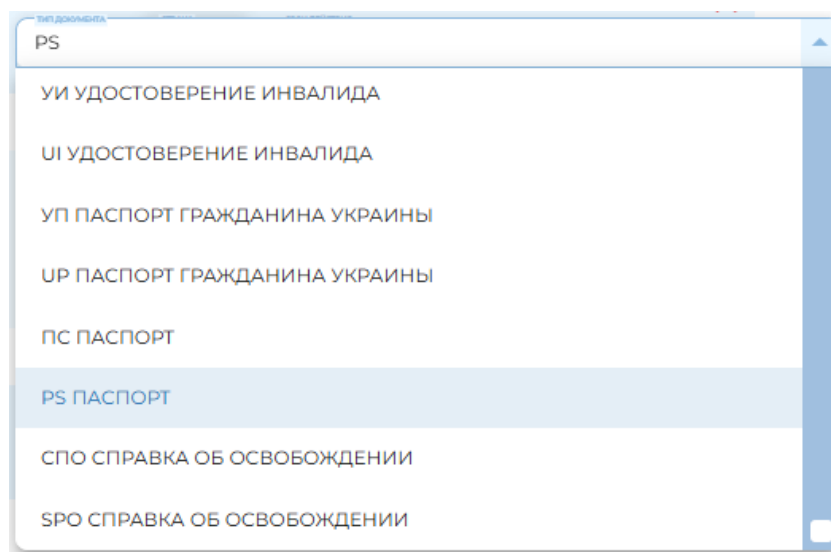 ТИП ДОКУМЕНТА
PS
УИ УДОСТОВЕРЕНИЕ ИНВАЛИДА
UI УДОСТОВЕРЕНИЕ ИНВАЛИДА
УП ПАСПОРТ ГРАЖДАНИНА УКРАИНЫ
UP ПАСПОРТ ГРАЖДАНИНА УКРАИНЫ
ПС ПАСПОРТ
PS ПАСПОРТ
СПО СПРАВКА ОБ ОСВОБОЖДЕНИИ
SPO СПРАВКА ОБ ОСВОБОЖДЕНИИ